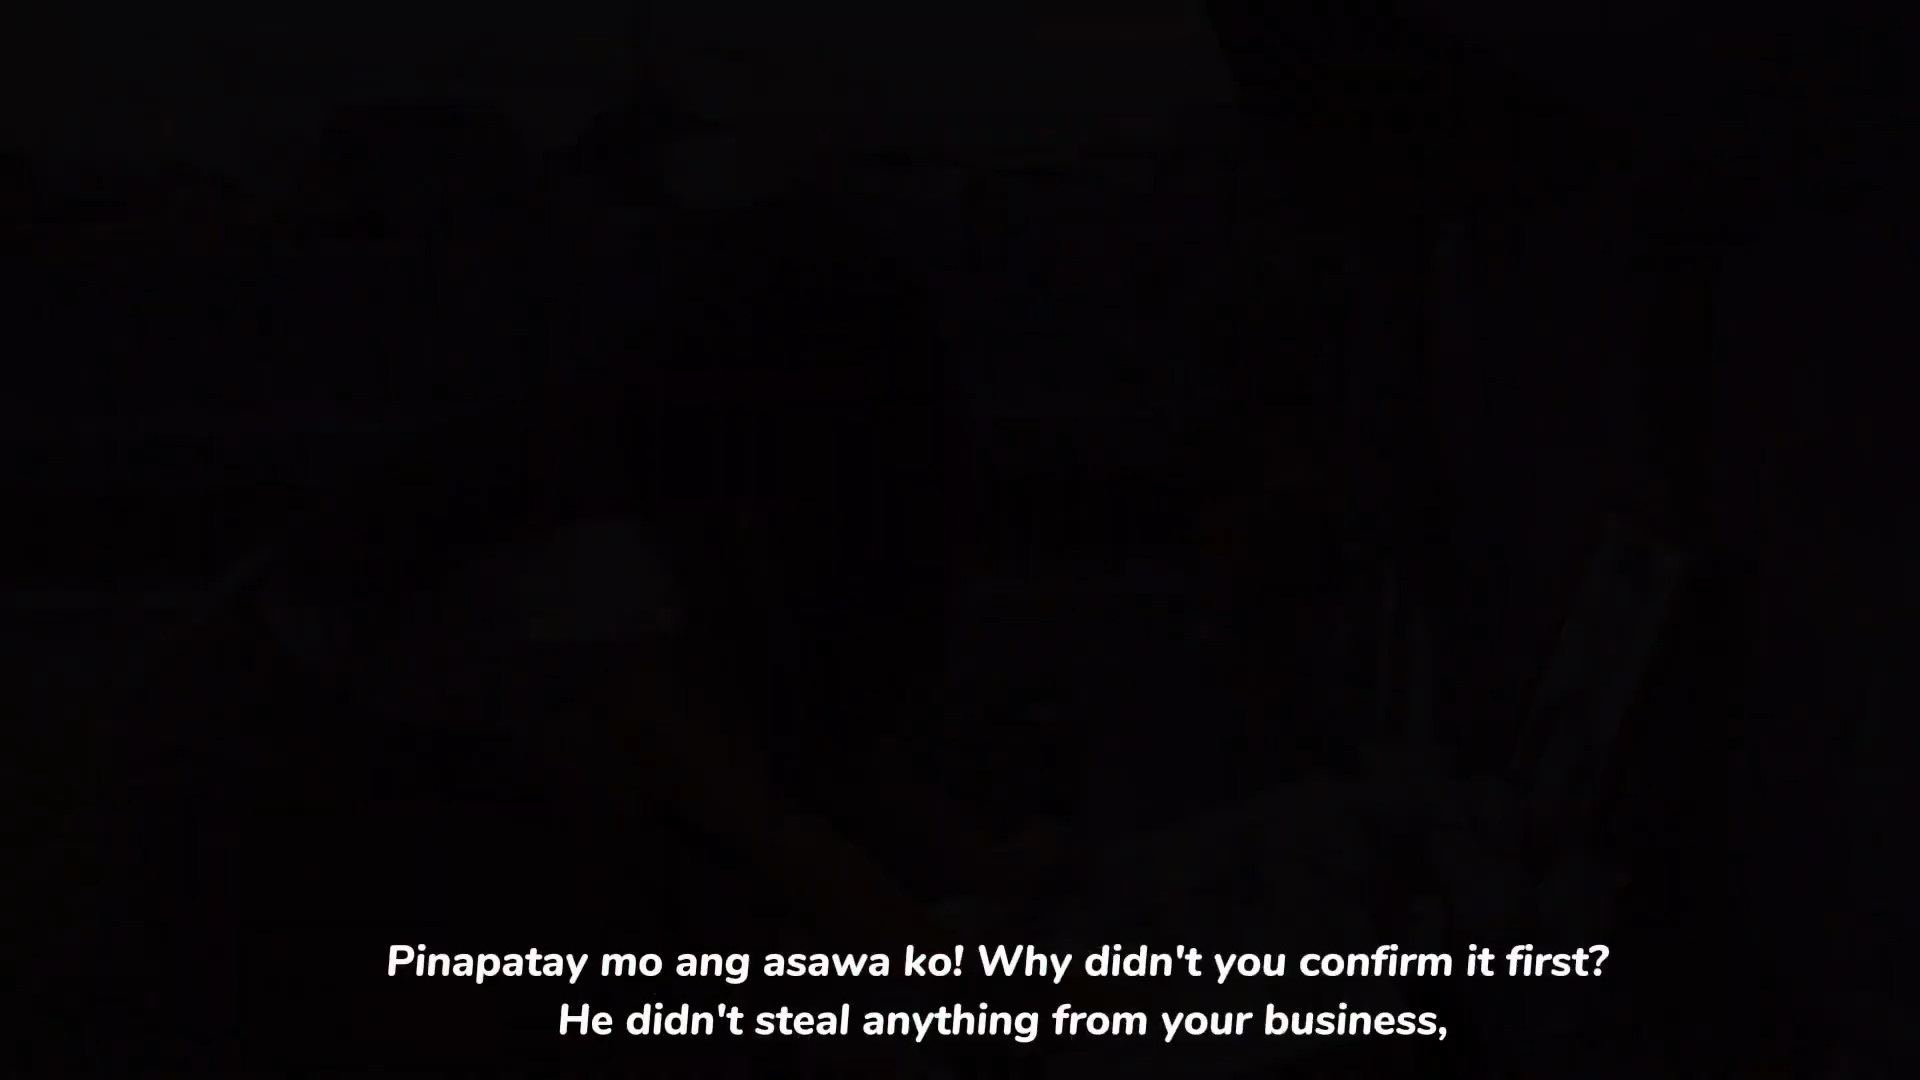 Pinapatay mo ang asawa ko! Why didn't you confirm it first?
He didn't steal anything from your business,